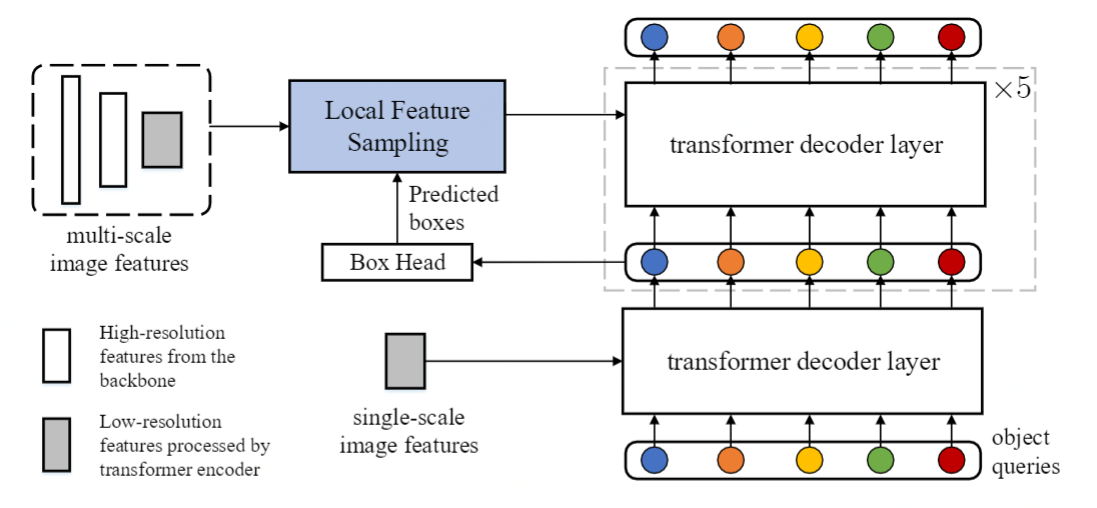 ×5
Local Feature
Sampling
transformer decoder layer
Predicted
boxes
multi-scale
image features
Box Head
High-resolution
features from the
backbone
transformer decoder layer
Low-resolution
features processed by
transformer encoder
single-scale
image features
object
queries